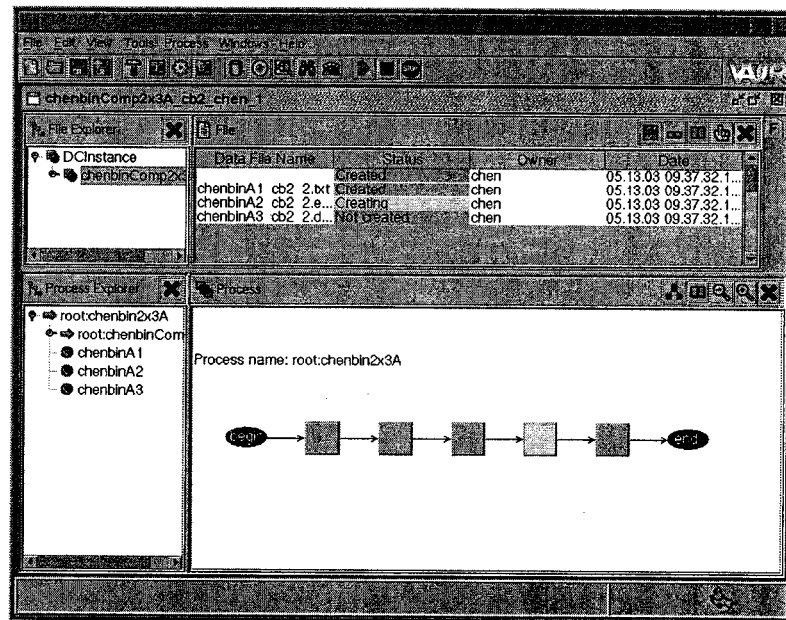 File Edit View Tools Process Windows Help
chenbinComp2x3A_cb2_chen_1
File Explorer
File
DCInstance
chenbinComp2x3
Data File Name Status Owner Date
Created chen 05.13.03 09.37.32.1...
chenbinA1 cb2 2.txt Created chen 05.13.03 09.37.32.1...
chenbinA2 cb2 2.e... Creating chen 05.13.03 09.37.32.1...
chenbinA3 cb2 2.d... Not created chen 05.13.03 09.37.32.1...
Process Explorer
Process
root:chenbin2x3A
root:chenbinCom
chenbinA1
chenbinA2
chenbinA3
Process name: root:chenbin2x3A
begin
end